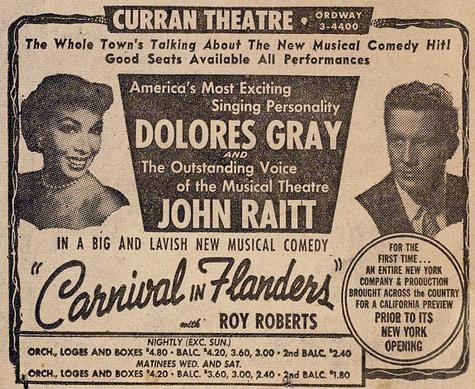 CURRAN THEATRE • ORDWAY 3-4400
The Whole Town's Talking About The New Musical Comedy Hit!
Good Seats Available All Performances
America's Most Exciting
Singing Personality
DOLORES GRAY
AND
The Outstanding Voice
of the Musical Theatre
JOHN RAITT
IN A BIG AND LAVISH NEW MUSICAL COMEDY
"Carnival IN Flanders"
with ROY ROBERTS
FOR THE
FIRST TIME...
AN ENTIRE NEW YORK
COMPANY & PRODUCTION
BROUGHT ACROSS the COUNTRY
FOR A CALIFORNIA PREVIEW
PRIOR TO ITS
NEW YORK
OPENING
NIGHTLY (EXC. SUN.)
ORCH., LOGES AND BOXES $4.80 • BALC. $4.20, 3.60, 3.00 • 2nd BALC. $2.40
MATINEES WED. AND SAT.
ORCH., LOGES AND BOXES $4.20 • BALC. $3.60, 3.00, 2.40 • 2nd BALC. $1.80